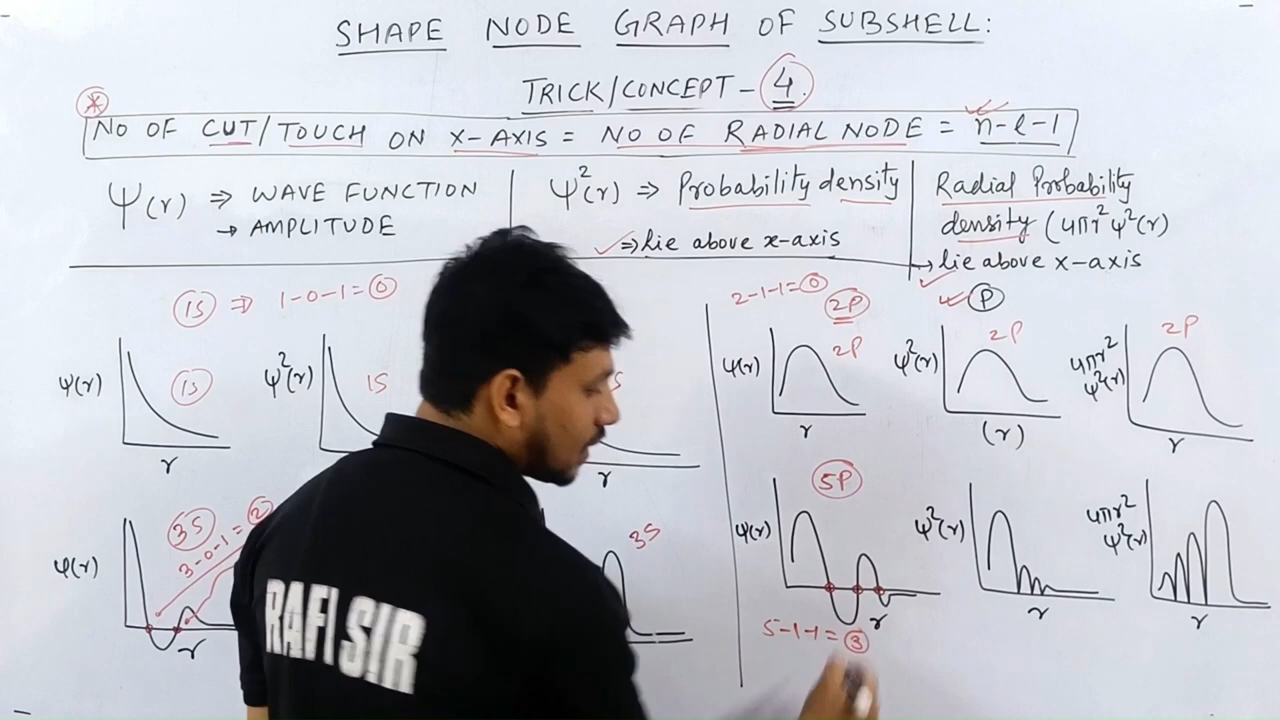 SHAPE NODE GRAPH OF SUBSHELL:
TRICK/CONCEPT - 4.
* NO OF CUT/TOUCH ON X-AXIS = NO OF RADIAL NODE = n-l-1
Ψ(r) ⇒ WAVE FUNCTION
→ AMPLITUDE
Ψ²(r) ⇒ Probability density
⇒ lie above x-axis
Radial Probability
density (4πr²Ψ²(r)
→ lie above x-axis
1S ⇒ 1-0-1=0
Ψ(r) 1S r
Ψ²(r) 1S
r
2-1-1=0 2P
P
Ψ(r) 2P r
Ψ²(r) 2P (r)
4πr²
Ψ²(r) 2P r
Ψ(r) 3S r
3-0-1=2
3S
5P
Ψ(r) r
5-1-1=3
Ψ²(r) r
4πr²
Ψ²(r) r
RAFI SIR